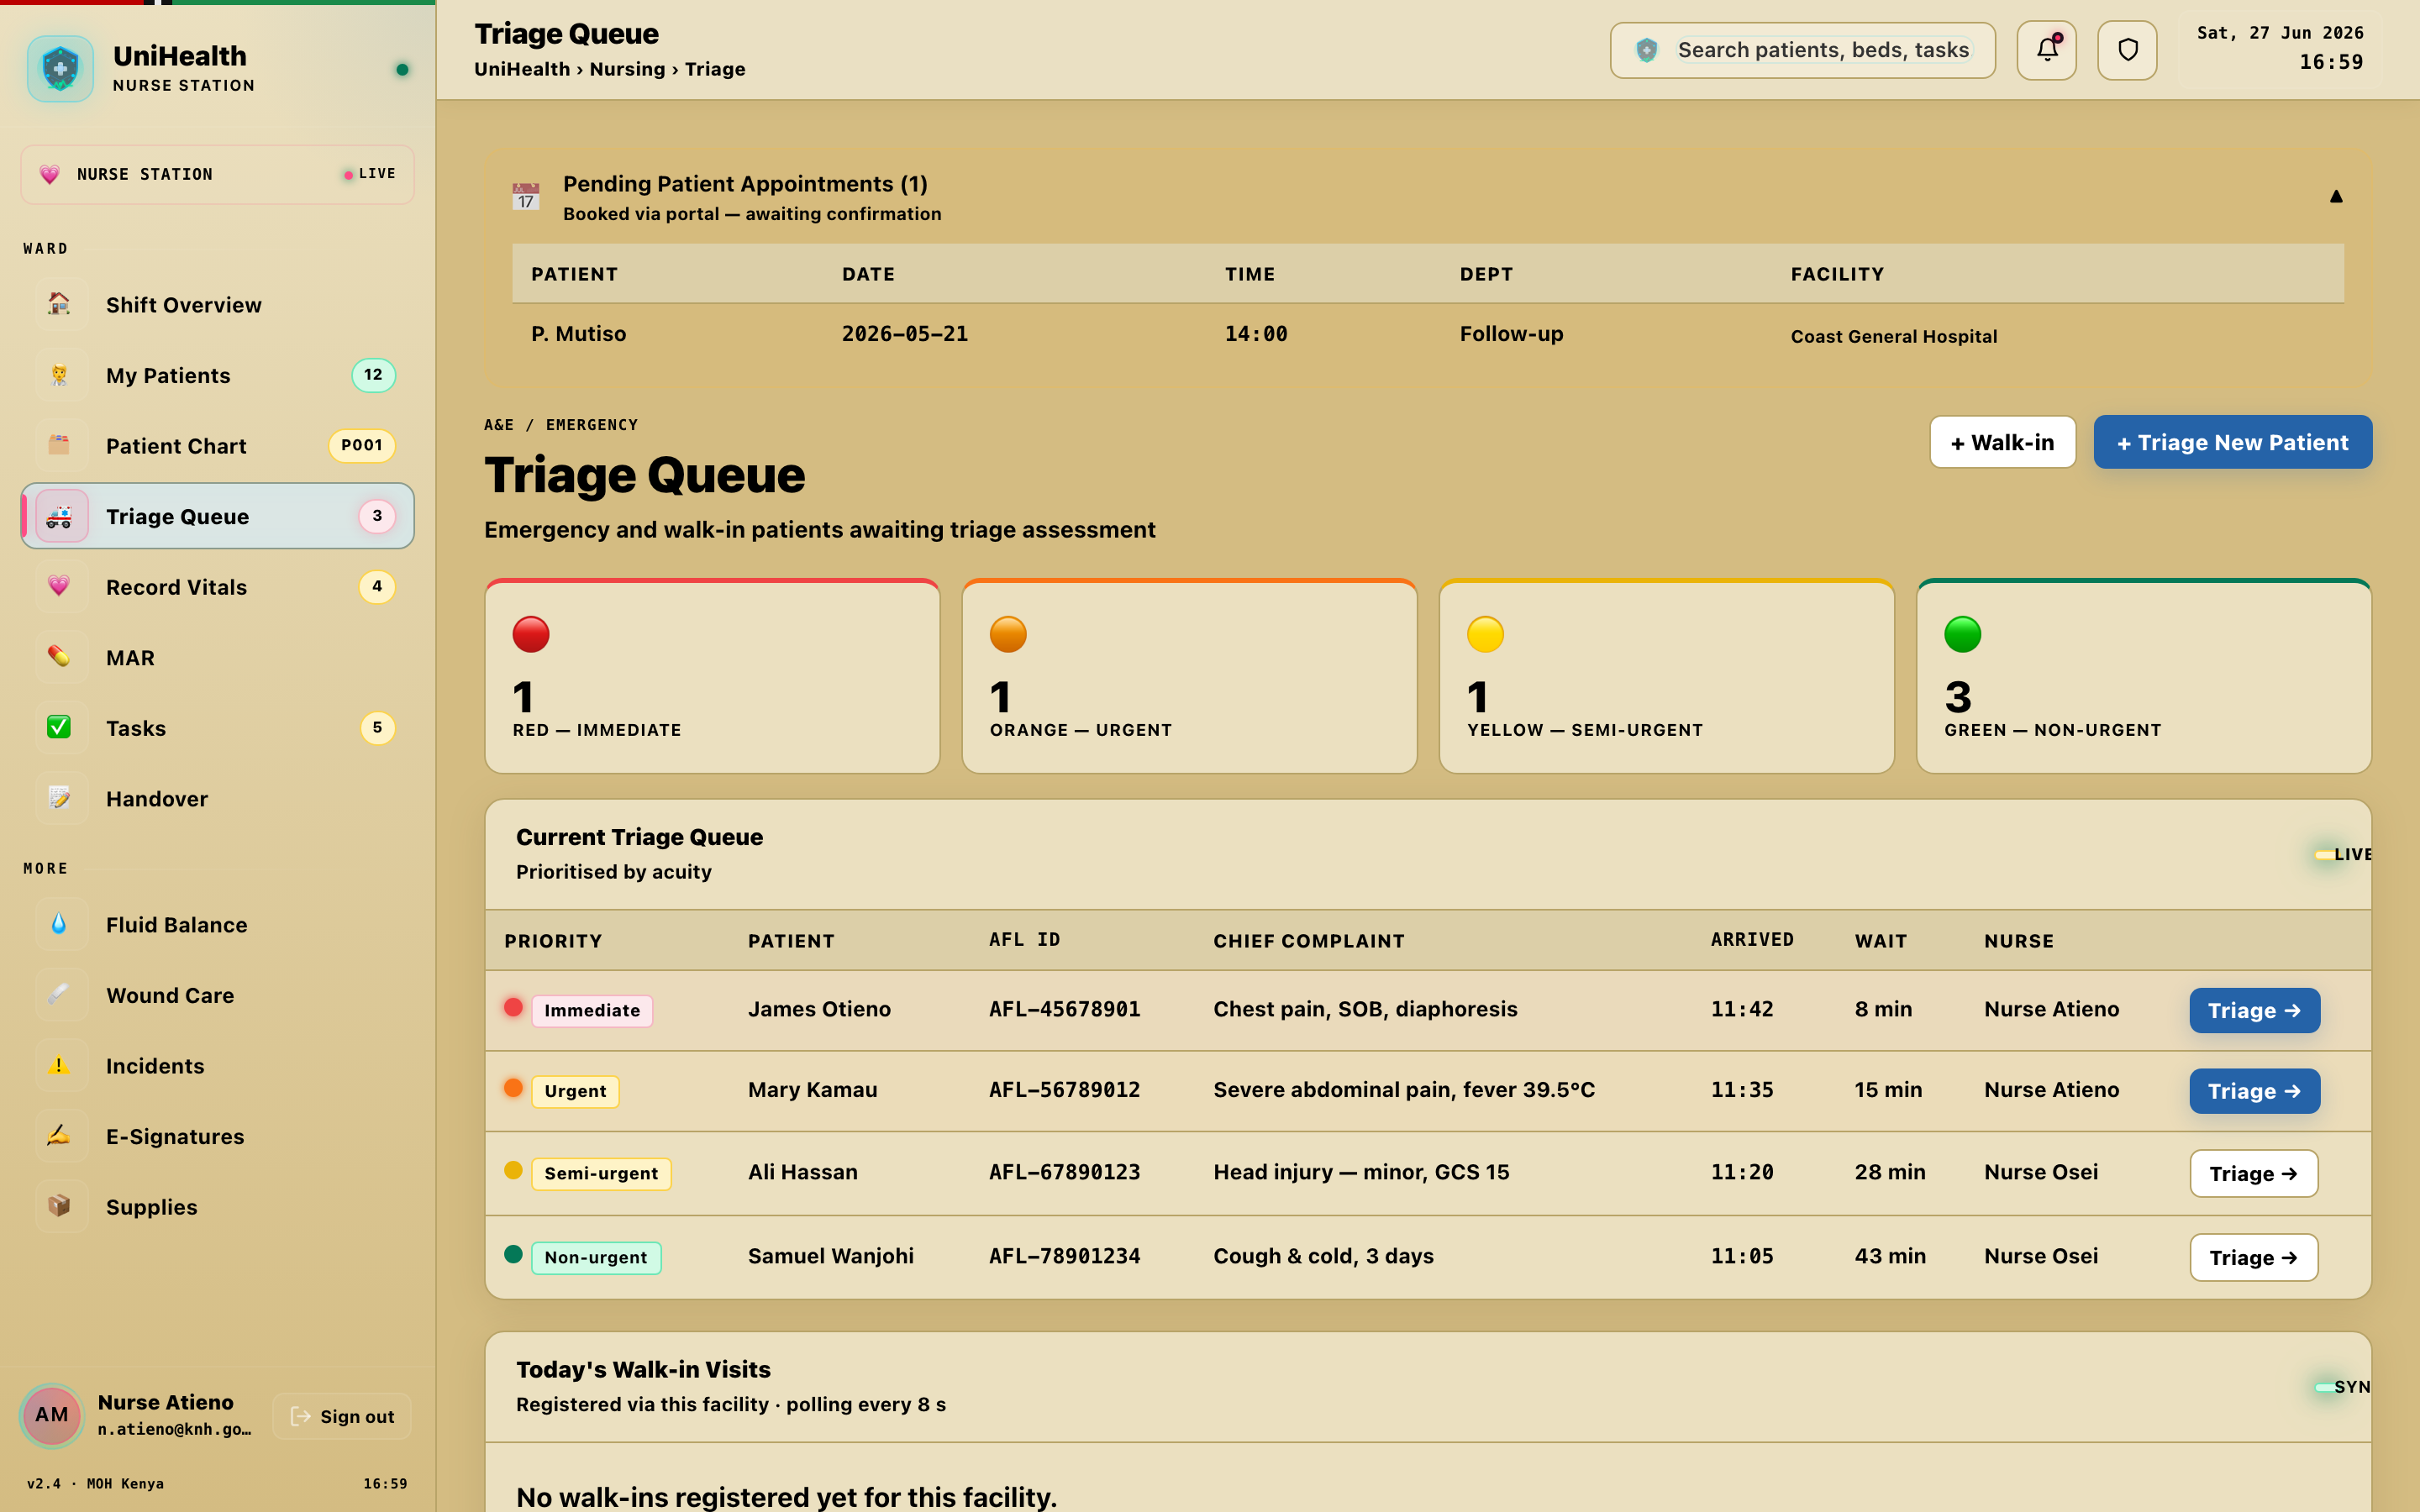 UniHealth
NURSE STATION
NURSE STATION
LIVE
WARD
Shift Overview
My Patients
12
Patient Chart
P001
Triage Queue
3
Record Vitals
4
MAR
Tasks
5
Handover
MORE
Fluid Balance
Wound Care
Incidents
E-Signatures
Supplies
AM
Nurse Atieno
n.atieno@knh.go…
Sign out
v2.4 · MOH Kenya
16:59
Triage Queue
UniHealth › Nursing › Triage
Search patients, beds, tasks
Sat, 27 Jun 2026
16:59
17
Pending Patient Appointments (1)
Booked via portal — awaiting confirmation
▲
PATIENT DATE TIME DEPT FACILITY
P. Mutiso 2026-05-21 14:00 Follow-up Coast General Hospital
A&E / EMERGENCY
Triage Queue
Emergency and walk-in patients awaiting triage assessment
+ Walk-in
+ Triage New Patient
1
RED — IMMEDIATE
1
ORANGE — URGENT
1
YELLOW — SEMI-URGENT
3
GREEN — NON-URGENT
Current Triage Queue
Prioritised by acuity
LIVE
PRIORITY PATIENT AFL ID CHIEF COMPLAINT ARRIVED WAIT NURSE
Immediate James Otieno AFL-45678901 Chest pain, SOB, diaphoresis 11:42 8 min Nurse Atieno Triage →
Urgent Mary Kamau AFL-56789012 Severe abdominal pain, fever 39.5°C 11:35 15 min Nurse Atieno Triage →
Semi-urgent Ali Hassan AFL-67890123 Head injury — minor, GCS 15 11:20 28 min Nurse Osei Triage →
Non-urgent Samuel Wanjohi AFL-78901234 Cough & cold, 3 days 11:05 43 min Nurse Osei Triage →
Today's Walk-in Visits
Registered via this facility · polling every 8 s
SYN
No walk-ins registered yet for this facility.